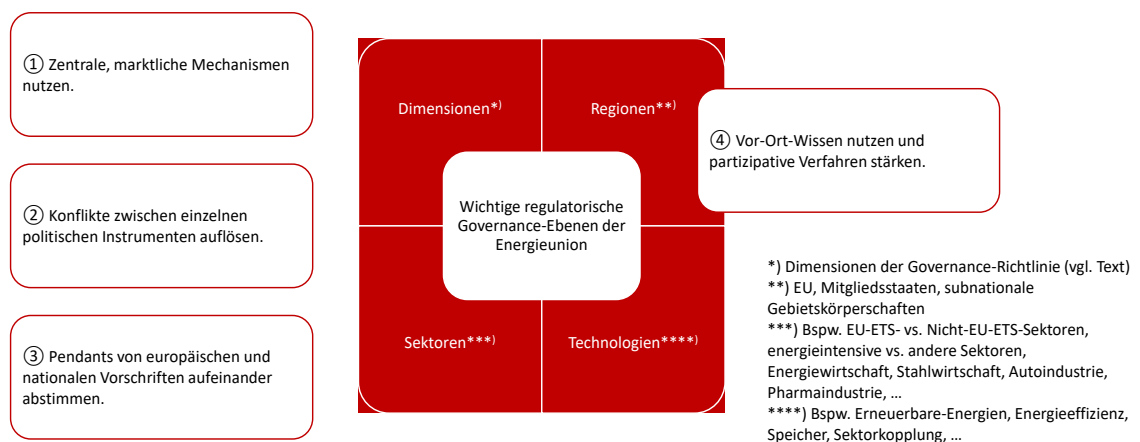 ① Zentrale, marktliche Mechanismen
nutzen.
② Konflikte zwischen einzelnen
politischen Instrumenten auflösen.
③ Pendants von europäischen und
nationalen Vorschriften aufeinander
abstimmen.
Dimensionen*)
Regionen**)
Wichtige regulatorische
Governance-Ebenen der
Energieunion
Sektoren***)
Technologien****)
④ Vor-Ort-Wissen nutzen und
partizipative Verfahren stärken.
*) Dimensionen der Governance-Richtlinie (vgl. Text)
**) EU, Mitgliedsstaaten, subnationale
Gebietskörperschaften
***) Bspw. EU-ETS- vs. Nicht-EU-ETS-Sektoren,
energieintensive vs. andere Sektoren,
Energiewirtschaft, Stahlwirtschaft, Autoindustrie,
Pharmaindustrie, …
****) Bspw. Erneuerbare-Energien, Energieeffizienz,
Speicher, Sektorkopplung, …